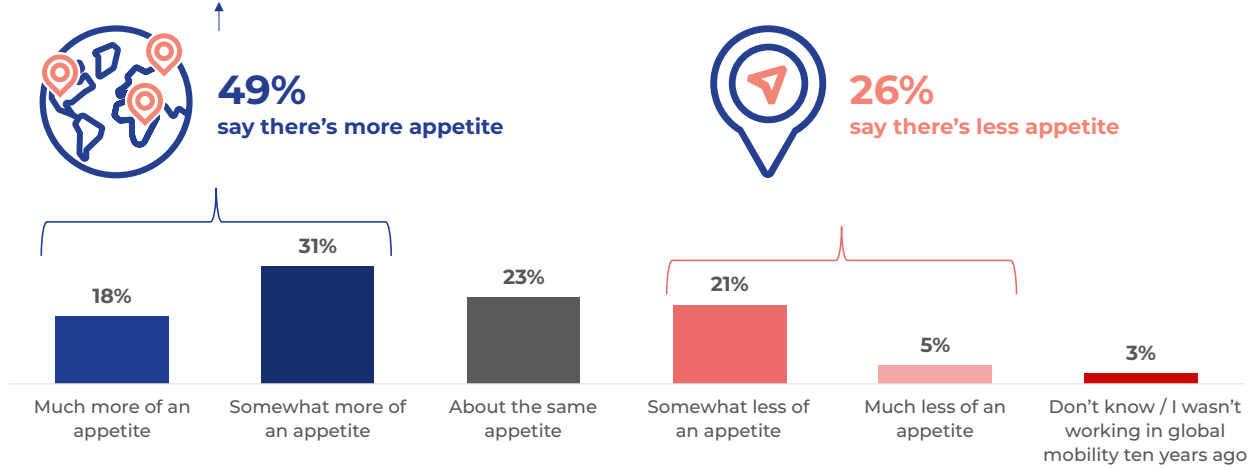 49%
say there's more appetite
26%
say there's less appetite
18%
31%
23%
21%
5%
3%
Much more of an
appetite
Somewhat more of
an appetite
About the same
appetite
Somewhat less of
an appetite
Much less of an
appetite
Don't know / I wasn't
working in global
mobility ten years ago